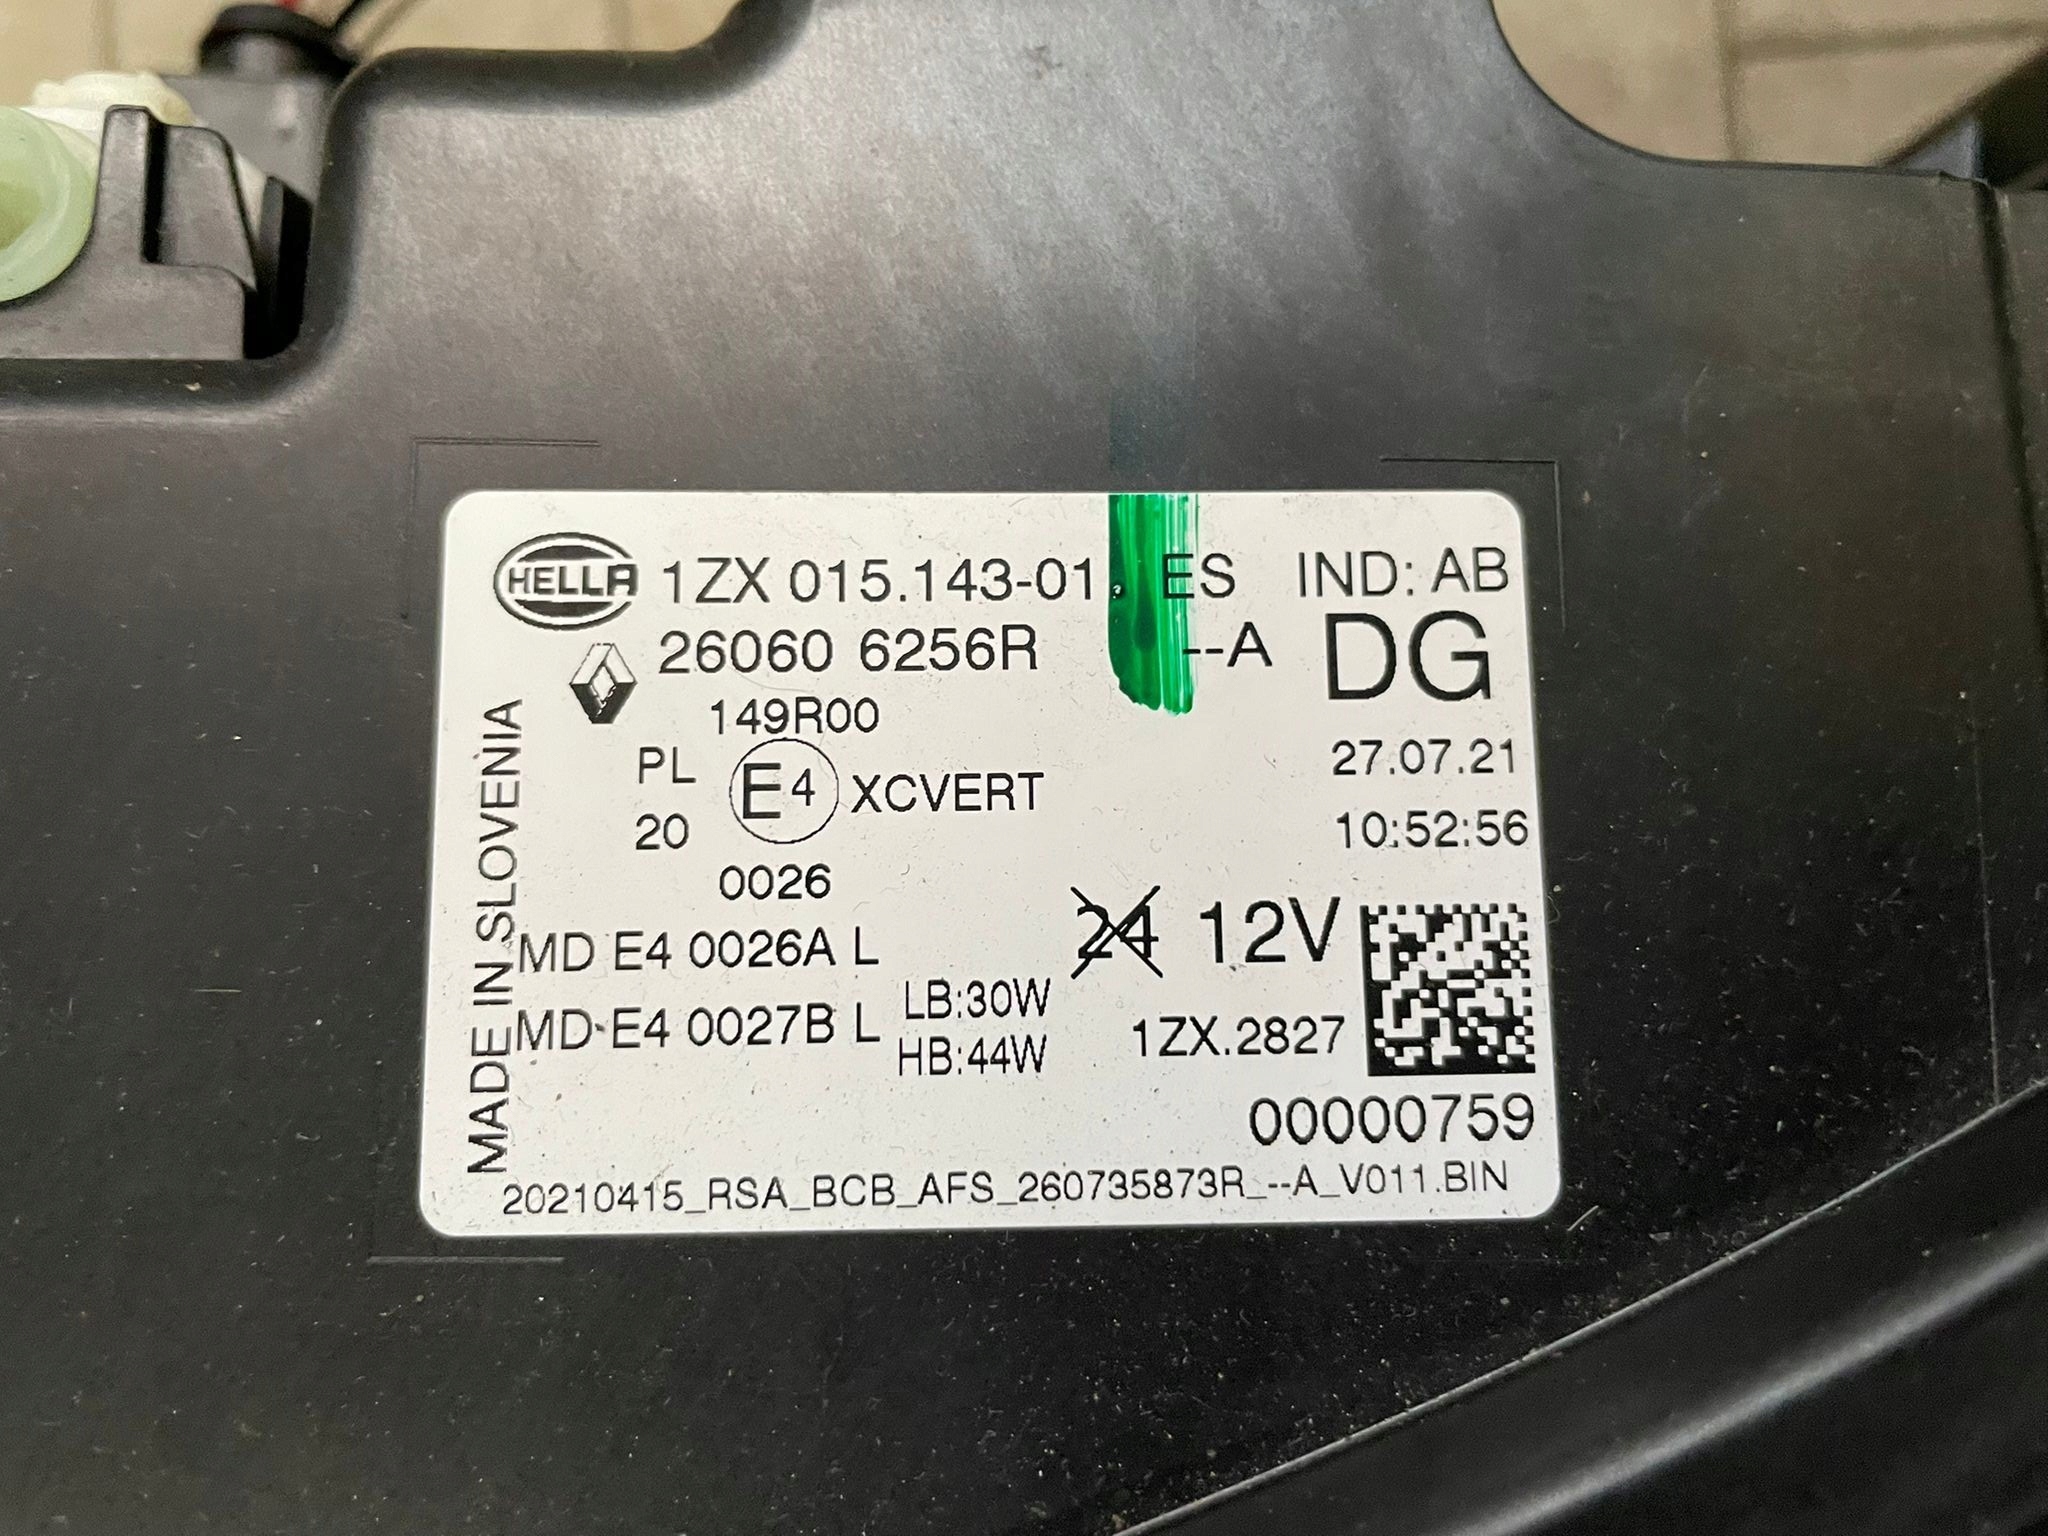 HELLA 1ZX 015.143-01. ES IND: AB
26060 6256R --A DG
149R00
PL E4 XCVERT 27.07.21
20 10:52:56
0026
MD E4 0026A L 24 12V
LB:30W
MD E4 0027B L 1ZX.2827
HB:44W
00000759
20210415_RSA_BCB_AFS_260735873R_--A_V011.BIN
MADE IN SLOVENIA